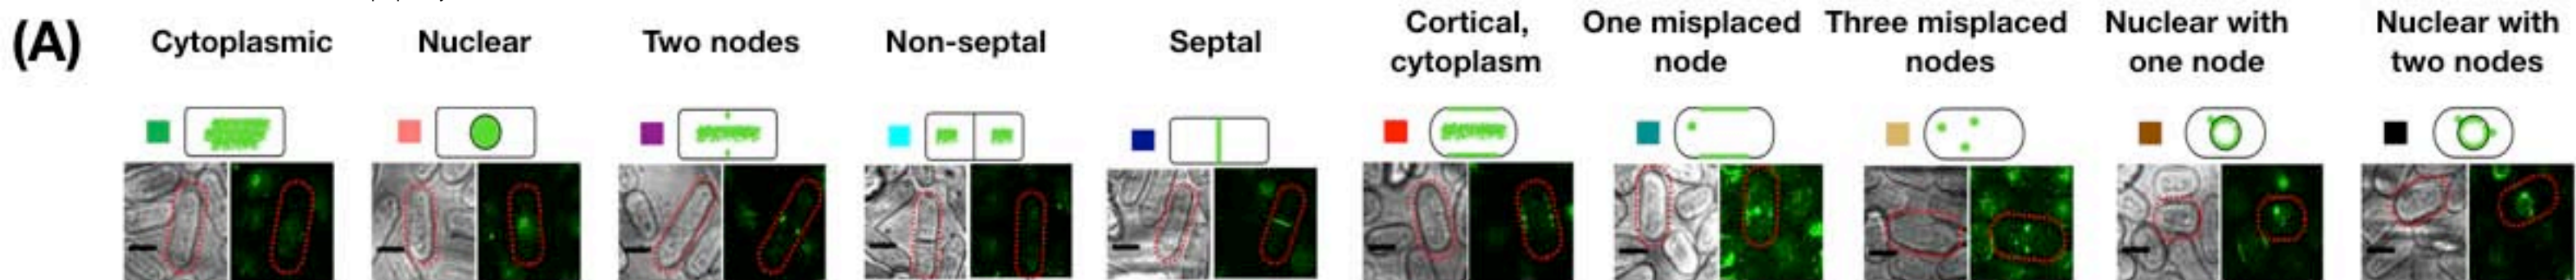 (A)
Cytoplasmic
Nuclear
Two nodes
Non-septal
Septal
Cortical,
cytoplasm
One misplaced
node
Three misplaced
nodes
Nuclear with
one node
Nuclear with
two nodes